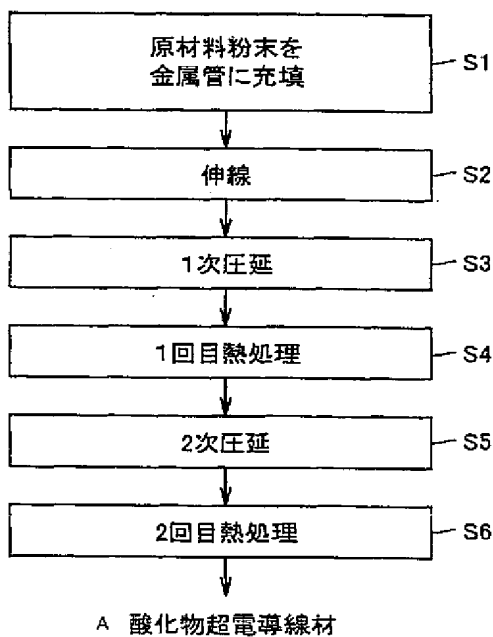 原材料粉末を
金属管に充填
S1
伸線
S2
1次圧延
S3
1回目熱処理
S4
2次圧延
S5
2回目熱処理
S6
A 酸化物超電導線材